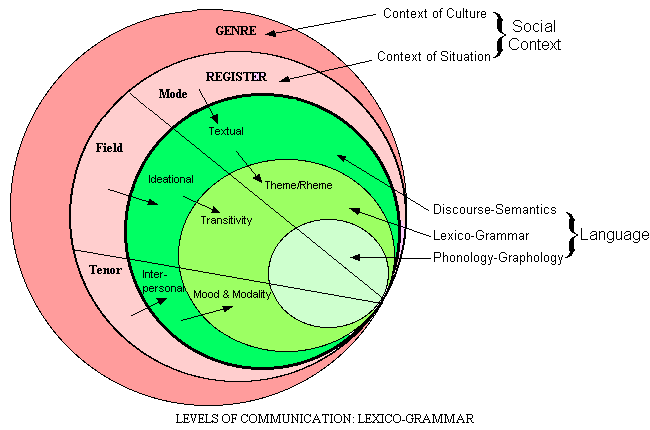 Context of Culture
GENRE
Social
Context
Context of Situation
REGISTER
Mode
Textual
Field
Ideational
Theme/Rheme
Discourse-Semantics
Transitivity
Lexico-Grammar
Language
Phonology-Graphology
Tenor
Inter-
personal
Mood & Modality
LEVELS OF COMMUNICATION: LEXICO-GRAMMAR